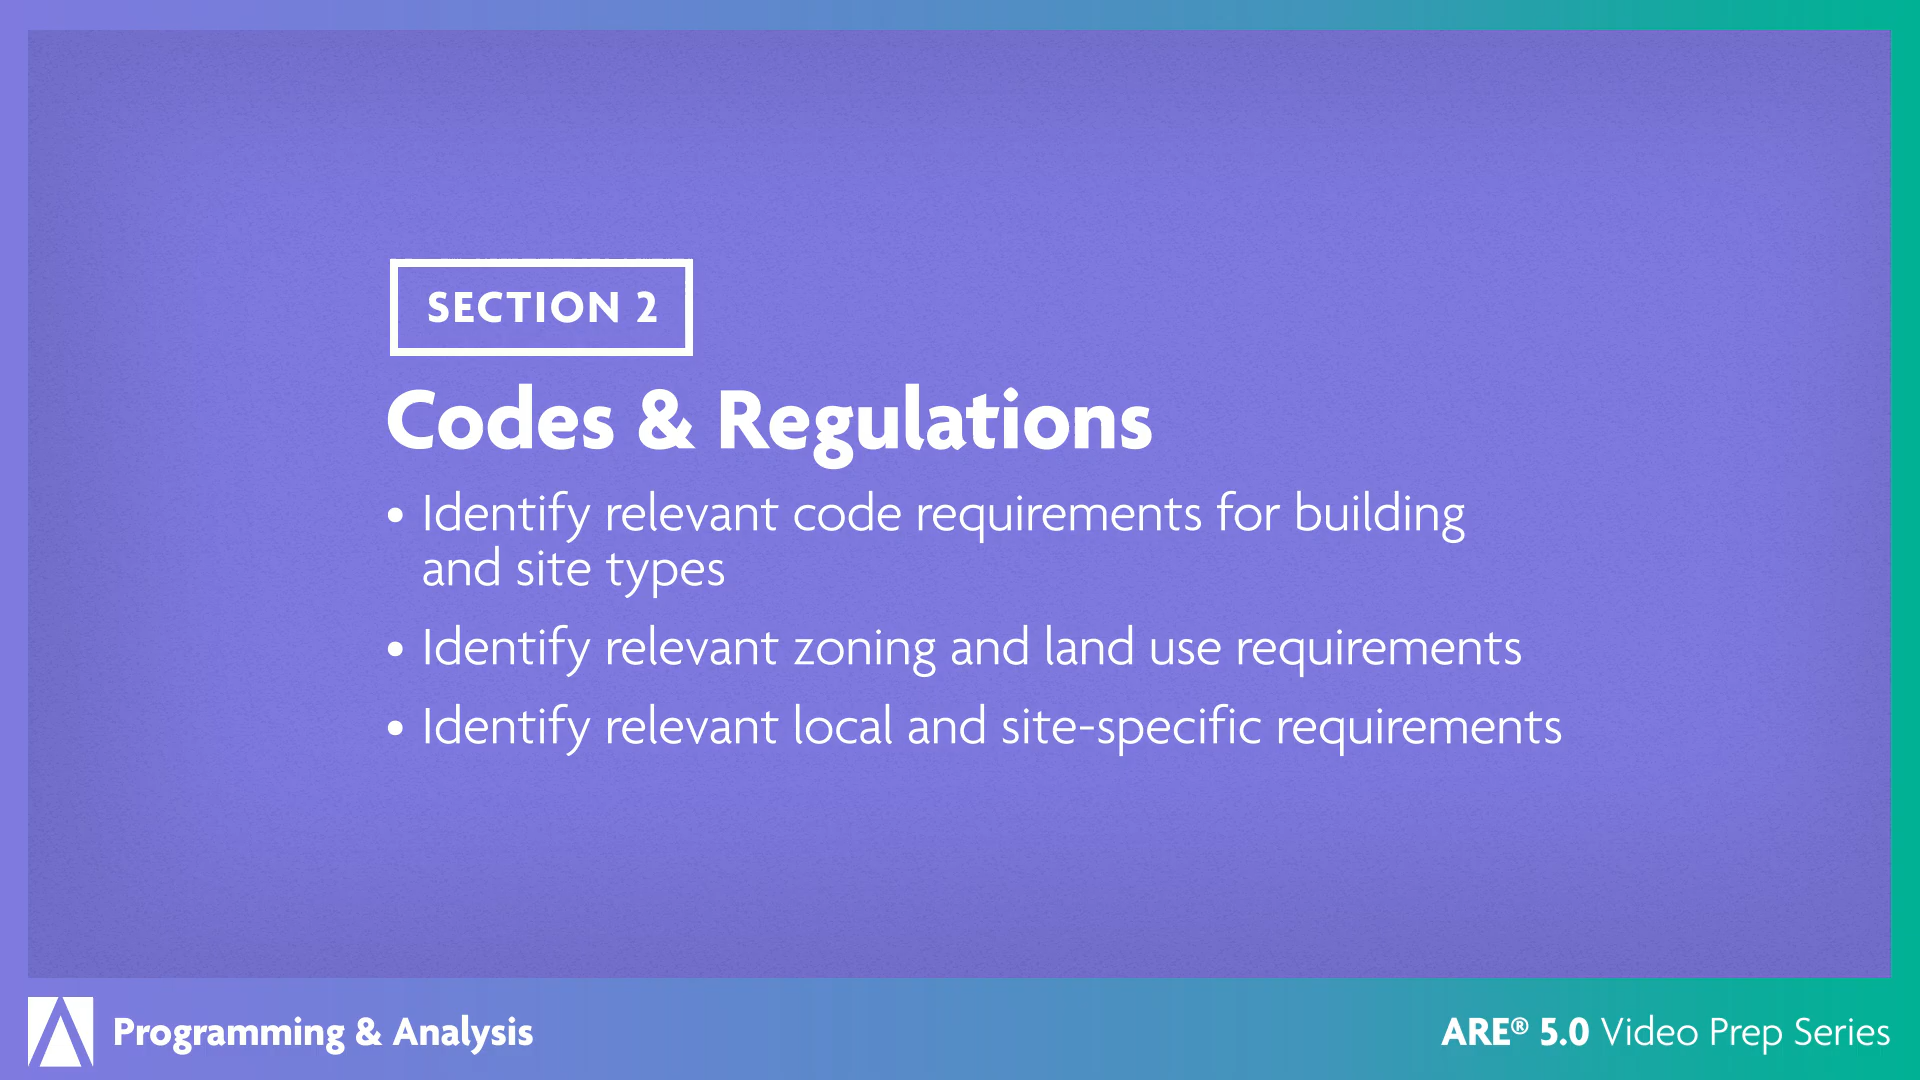 SECTION 2
Codes & Regulations
• Identify relevant code requirements for building
and site types
• Identify relevant zoning and land use requirements
• Identify relevant local and site-specific requirements
Programming & Analysis
ARE® 5.0 Video Prep Series